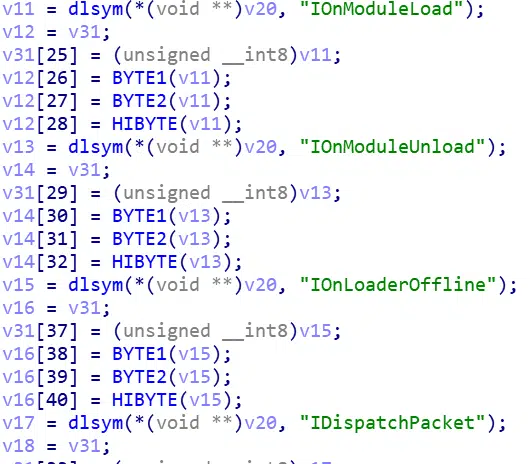 v11 = dlsym(*(void **)v20, "IOnModuleLoad");
v12 = v31;
v31[25] = (unsigned __int8)v11;
v12[26] = BYTE1(v11);
v12[27] = BYTE2(v11);
v12[28] = HIBYTE(v11);
v13 = dlsym(*(void **)v20, "IOnModuleUnload");
v14 = v31;
v31[29] = (unsigned __int8)v13;
v14[30] = BYTE1(v13);
v14[31] = BYTE2(v13);
v14[32] = HIBYTE(v13);
v15 = dlsym(*(void **)v20, "IOnLoaderOffline");
v16 = v31;
v31[37] = (unsigned __int8)v15;
v16[38] = BYTE1(v15);
v16[39] = BYTE2(v15);
v16[40] = HIBYTE(v15);
v17 = dlsym(*(void **)v20, "IDispatchPacket");
v18 = v31;